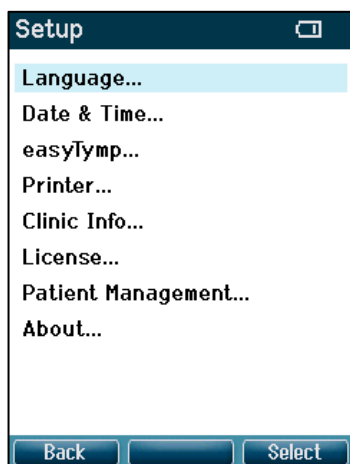 Setup
Language...
Date & Time...
easyTymp...
Printer...
Clinic Info...
License...
Patient Management...
About...
Back Select